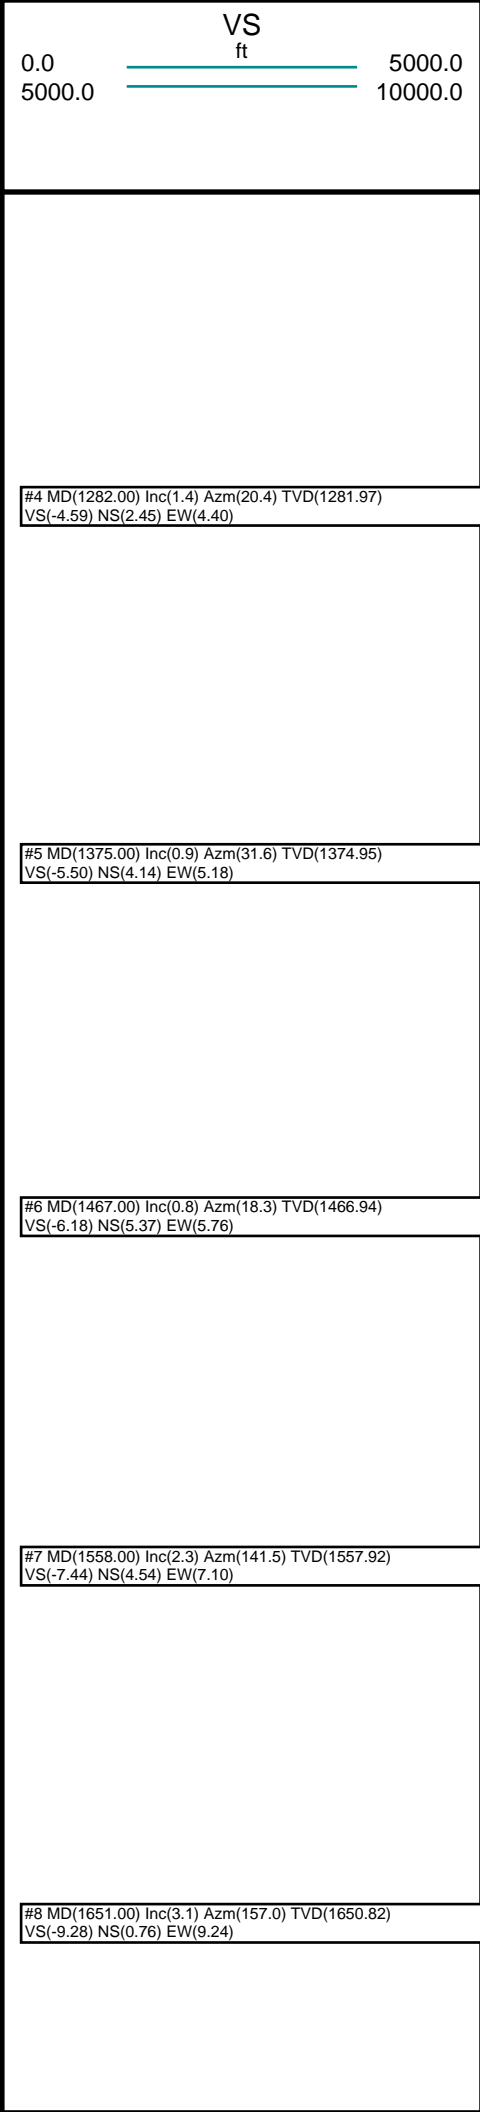 VS
ft
0.0 5000.0
5000.0 10000.0
#4 MD(1282.00) Inc(1.4) Azm(20.4) TVD(1281.97)
VS(-4.59) NS(2.45) EW(4.40)
#5 MD(1375.00) Inc(0.9) Azm(31.6) TVD(1374.95)
VS(-5.50) NS(4.14) EW(5.18)
#6 MD(1467.00) Inc(0.8) Azm(18.3) TVD(1466.94)
VS(-6.18) NS(5.37) EW(5.76)
#7 MD(1558.00) Inc(2.3) Azm(141.5) TVD(1557.92)
VS(-7.44) NS(4.54) EW(7.10)
#8 MD(1651.00) Inc(3.1) Azm(157.0) TVD(1650.82)
VS(-9.28) NS(0.76) EW(9.24)